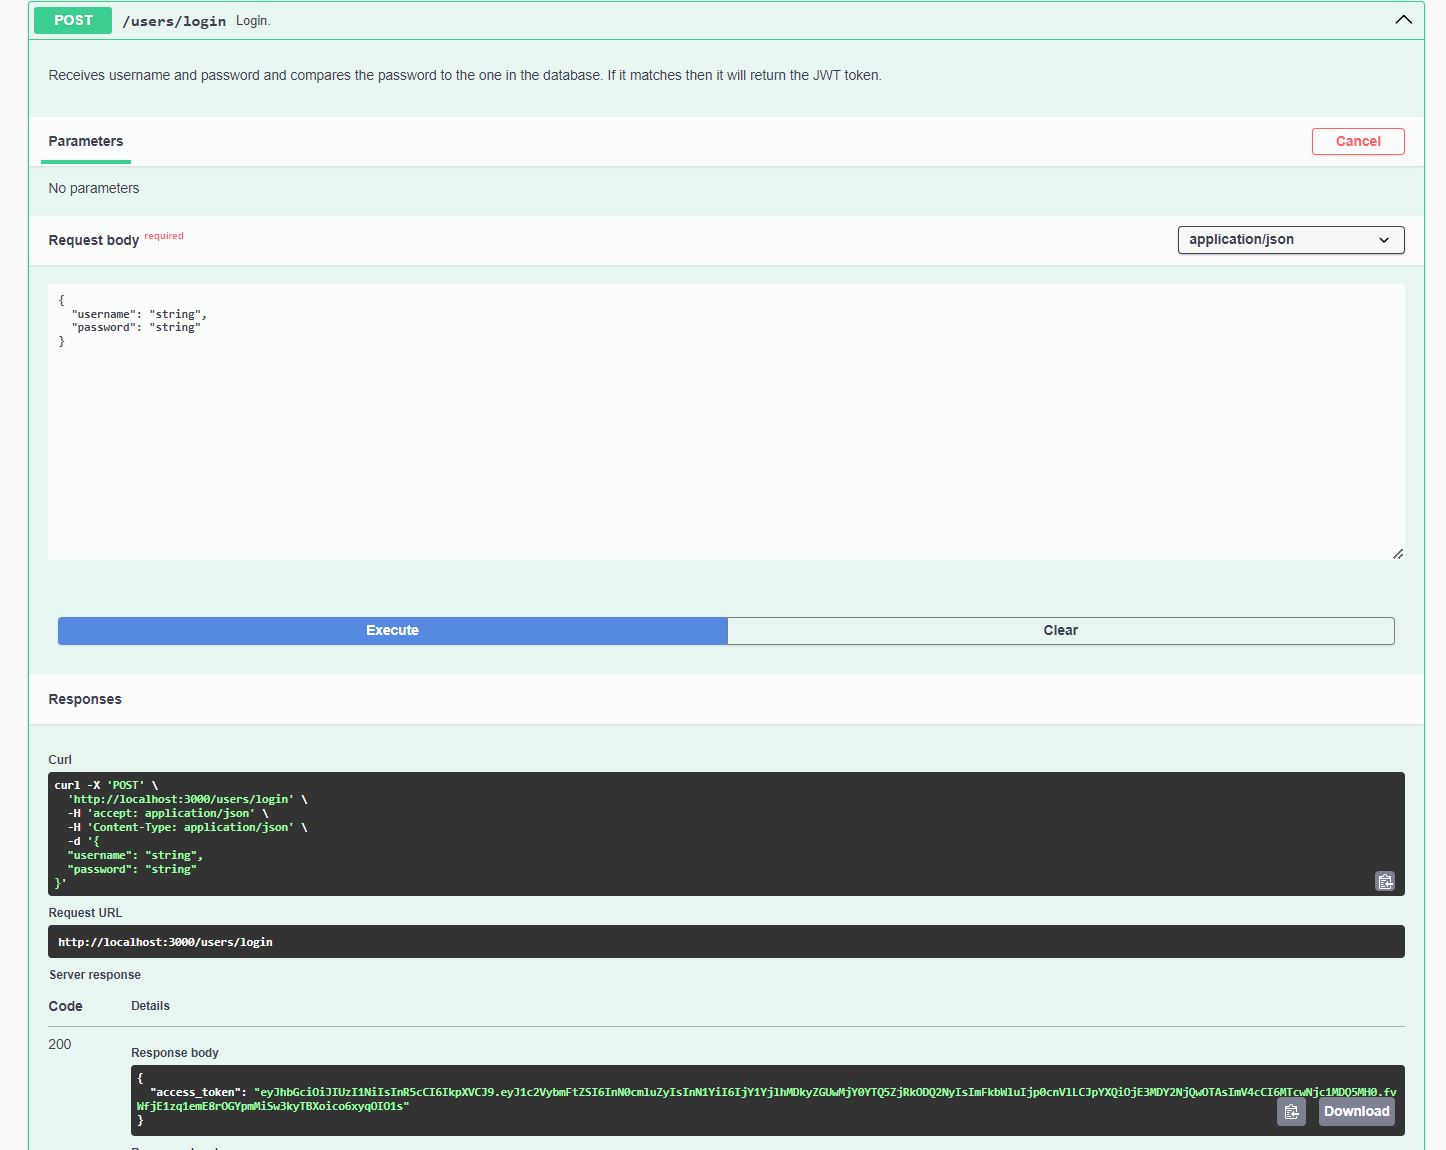 POST /users/login Login.
Receives username and password and compares the password to the one in the database. If it matches then it will return the JWT token.
Parameters Cancel
No parameters
Request body required application/json
{
"username": "string",
"password": "string"
}
Execute Clear
Responses
Curl
curl -X 'POST' \
'http://localhost:3000/users/login' \
-H 'accept: application/json' \
-H 'Content-Type: application/json' \
-d '{
"username": "string",
"password": "string"
}'
Request URL
http://localhost:3000/users/login
Server response
Code Details
200
Response body
{
"access_token":
}
Download